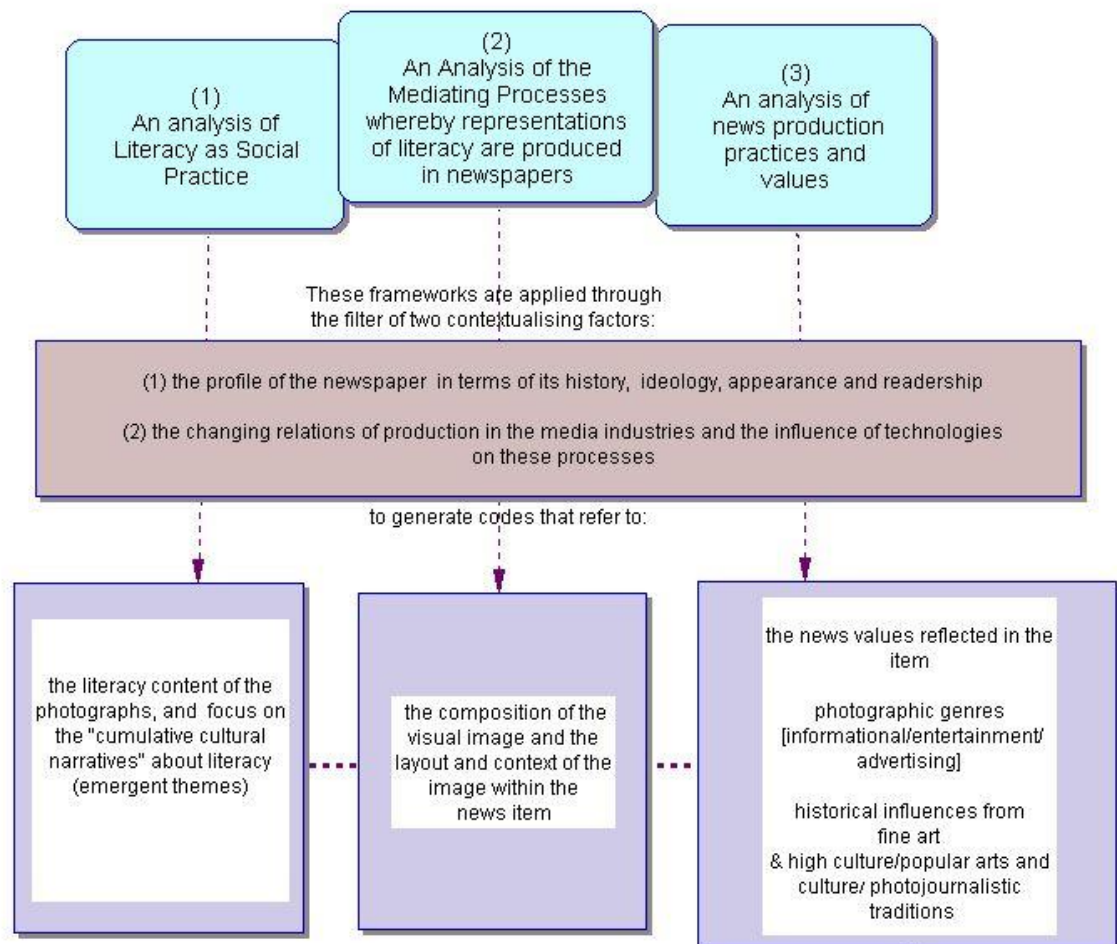 (1)
An analysis of
Literacy as Social
Practice
(2)
An Analysis of the
Mediating Processes
whereby representations
of literacy are produced
in newspapers
(3)
An analysis of
news production
practices and
values
These frameworks are applied through
the filter of two contextualising factors:
(1) the profile of the newspaper in terms of its history, ideology, appearance and readership
(2) the changing relations of production in the media industries and the influence of technologies
on these processes
to generate codes that refer to:
the literacy content of the
photographs, and focus on
the "cumulative cultural
narratives" about literacy
(emergent themes)
the composition of the
visual image and the
layout and context of the
image within the
news item
the news values reflected in the
item
photographic genres
[informational/entertainment/
advertising]
historical influences from
fine art
& high culture/popular arts and
culture/ photojournalistic
traditions